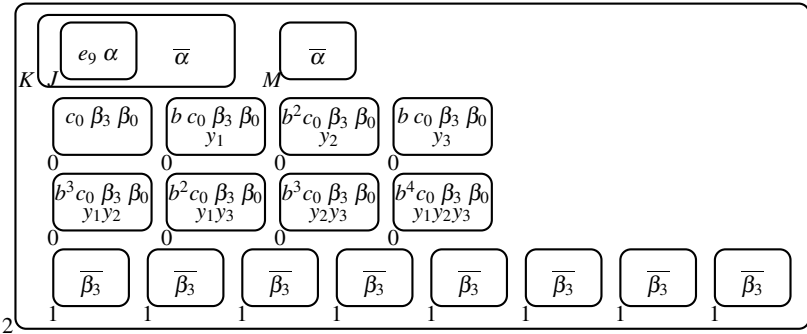 e₉ α   α̅   α̅
K J M
c₀ β₃ β₀   b c₀ β₃ β₀   b²c₀ β₃ β₀   b c₀ β₃ β₀
y₁ y₂ y₃
0 0 0 0
b³c₀ β₃ β₀   b²c₀ β₃ β₀   b³c₀ β₃ β₀   b⁴c₀ β₃ β₀
y₁y₂ y₁y₃ y₂y₃ y₁y₂y₃
0 0 0 0
β̅₃ β̅₃ β̅₃ β̅₃ β̅₃ β̅₃ β̅₃ β̅₃
1 1 1 1 1 1 1 1
2